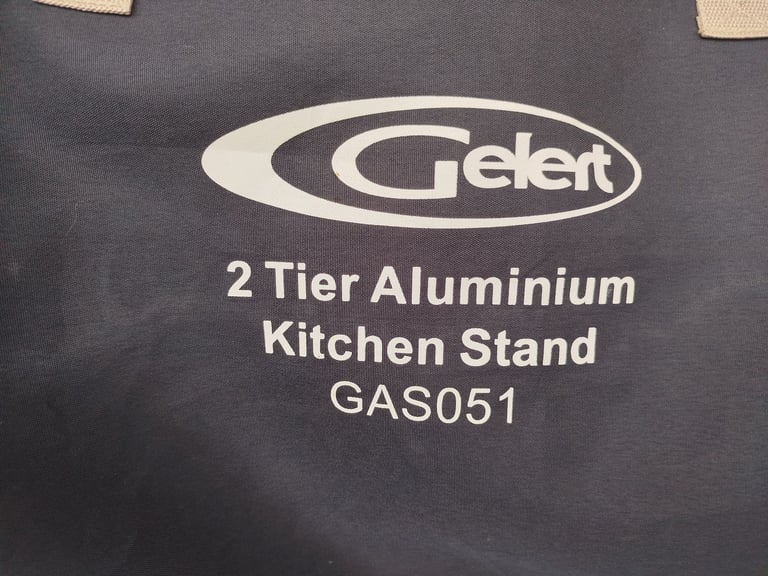 Gelert
2 Tier Aluminium
Kitchen Stand
GAS051